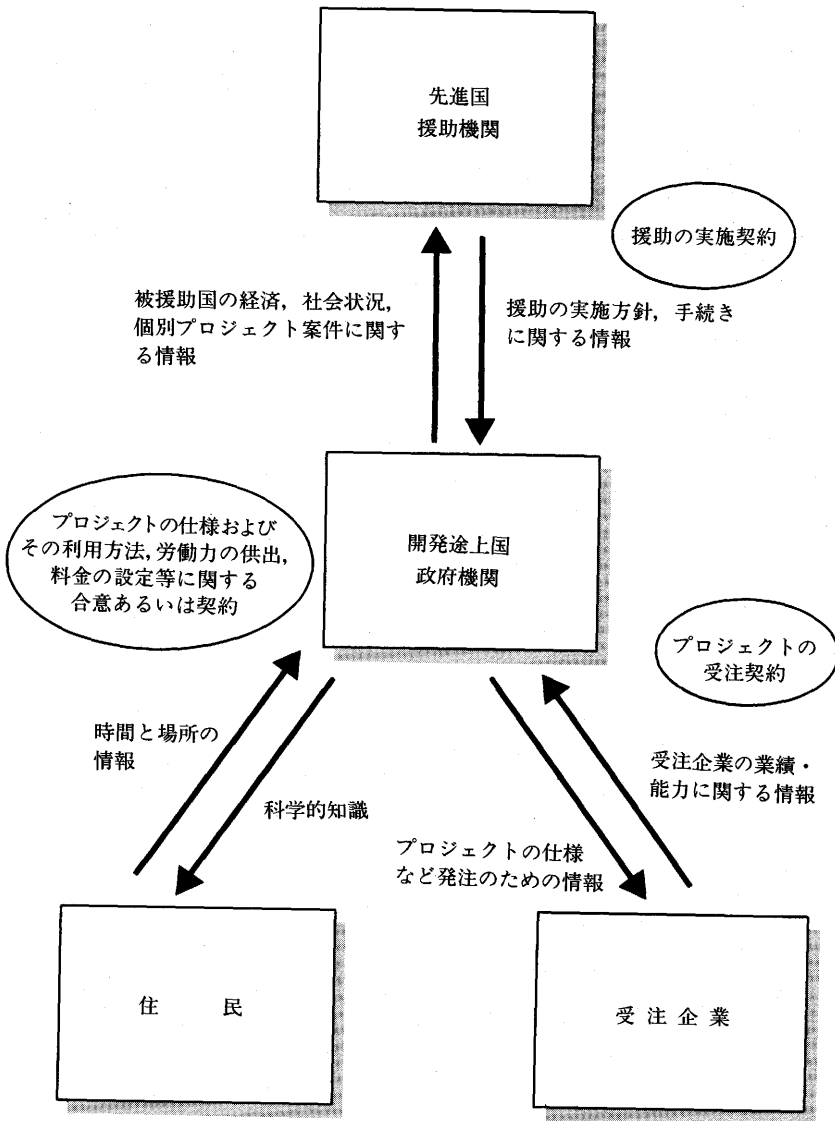 先進国
援助機関
援助の実施契約
被援助国の経済，社会状況，
個別プロジェクト案件に関す
る情報
援助の実施方針，手続き
に関する情報
プロジェクトの仕様および
その利用方法，労働力の供出，
料金の設定等に関する
合意あるいは契約
開発途上国
政府機関
プロジェクトの
受注契約
時間と場所の
情報
科学的知識
受注企業の業績・
能力に関する情報
プロジェクトの仕様
など発注のための情報
住　　民
受 注 企 業